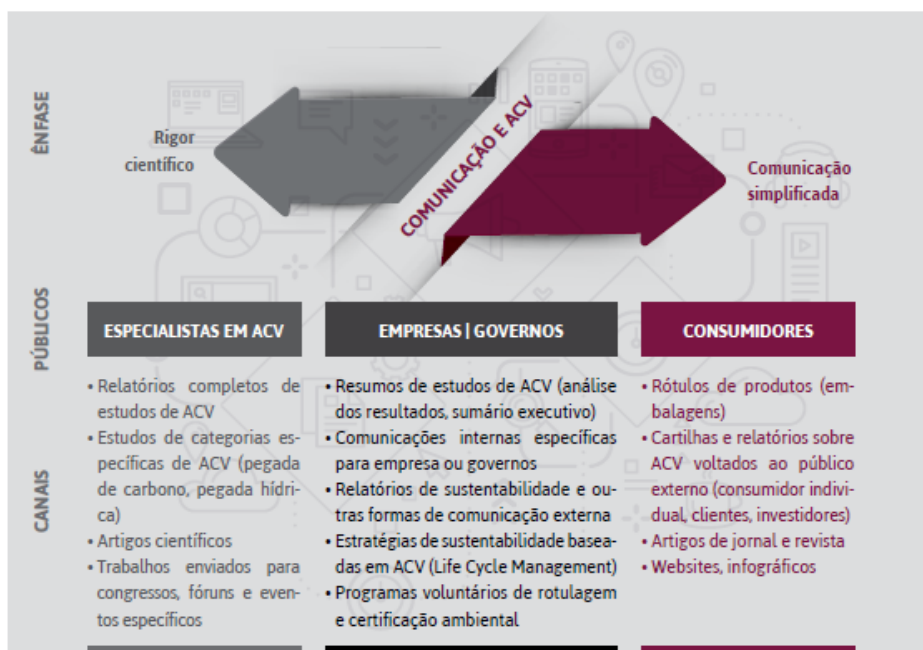 ÊNFASE
Rigor
científico
COMUNICAÇÃO E ACV
Comunicação
simplificada
PÚBLICOS
ESPECIALISTAS EM ACV
EMPRESAS | GOVERNOS
CONSUMIDORES
CANAIS
• Relatórios completos de
estudos de ACV
• Estudos de categorias es-
pecíficas de ACV (pegada
de carbono, pegada hídri-
ca)
• Artigos científicos
• Trabalhos enviados para
congressos, fóruns e even-
tos específicos
• Resumos de estudos de ACV (análise
dos resultados, sumário executivo)
• Comunicações internas específicas
para empresa ou governos
• Relatórios de sustentabilidade e ou-
tras formas de comunicação externa
• Estratégias de sustentabilidade basea-
das em ACV (Life Cycle Management)
• Programas voluntários de rotulagem
e certificação ambiental
• Rótulos de produtos (em-
balagens)
• Cartilhas e relatórios sobre
ACV voltados ao público
externo (consumidor indivi-
dual, clientes, investidores)
• Artigos de jornal e revista
• Websites, infográficos